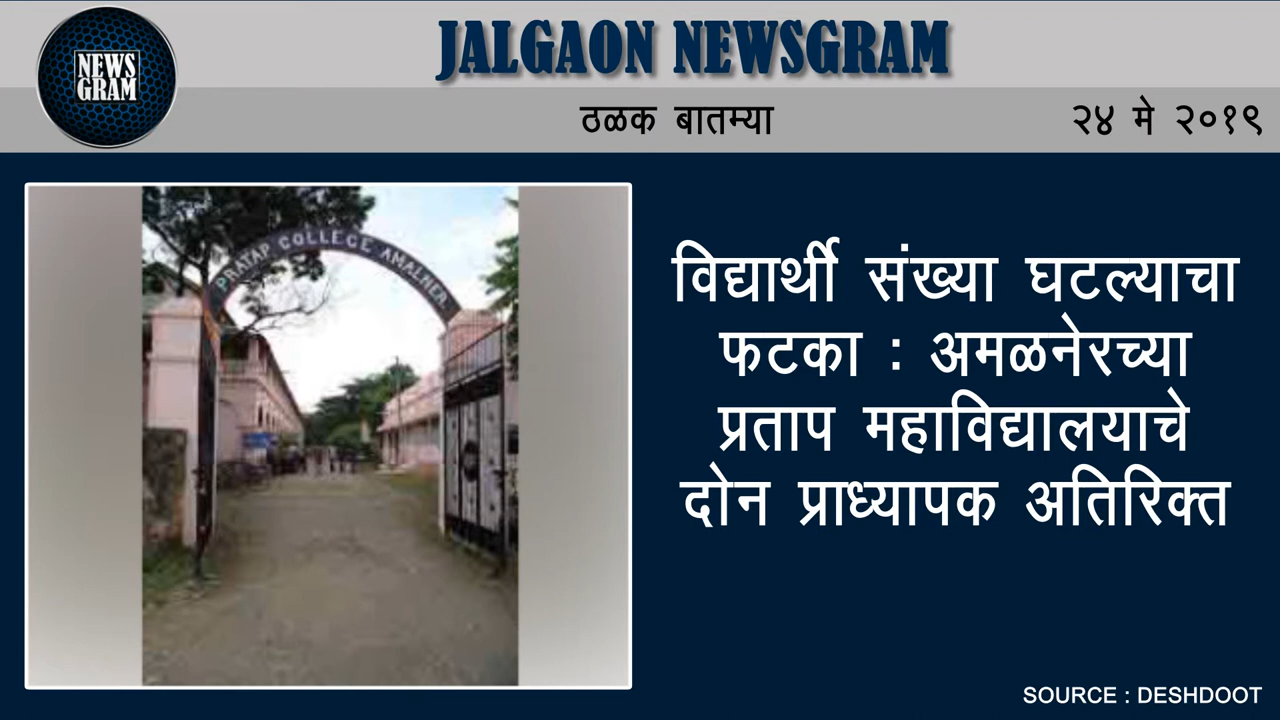 NEWS
GRAM
JALGAON NEWSGRAM
ठळक बातम्या
२४ मे २०१९
PRATAP COLLEGE AMALNER.
विद्यार्थी संख्या घटल्याचा
फटका : अमळनेरच्या
प्रताप महाविद्यालयाचे
दोन प्राध्यापक अतिरिक्त
SOURCE : DESHDOOT